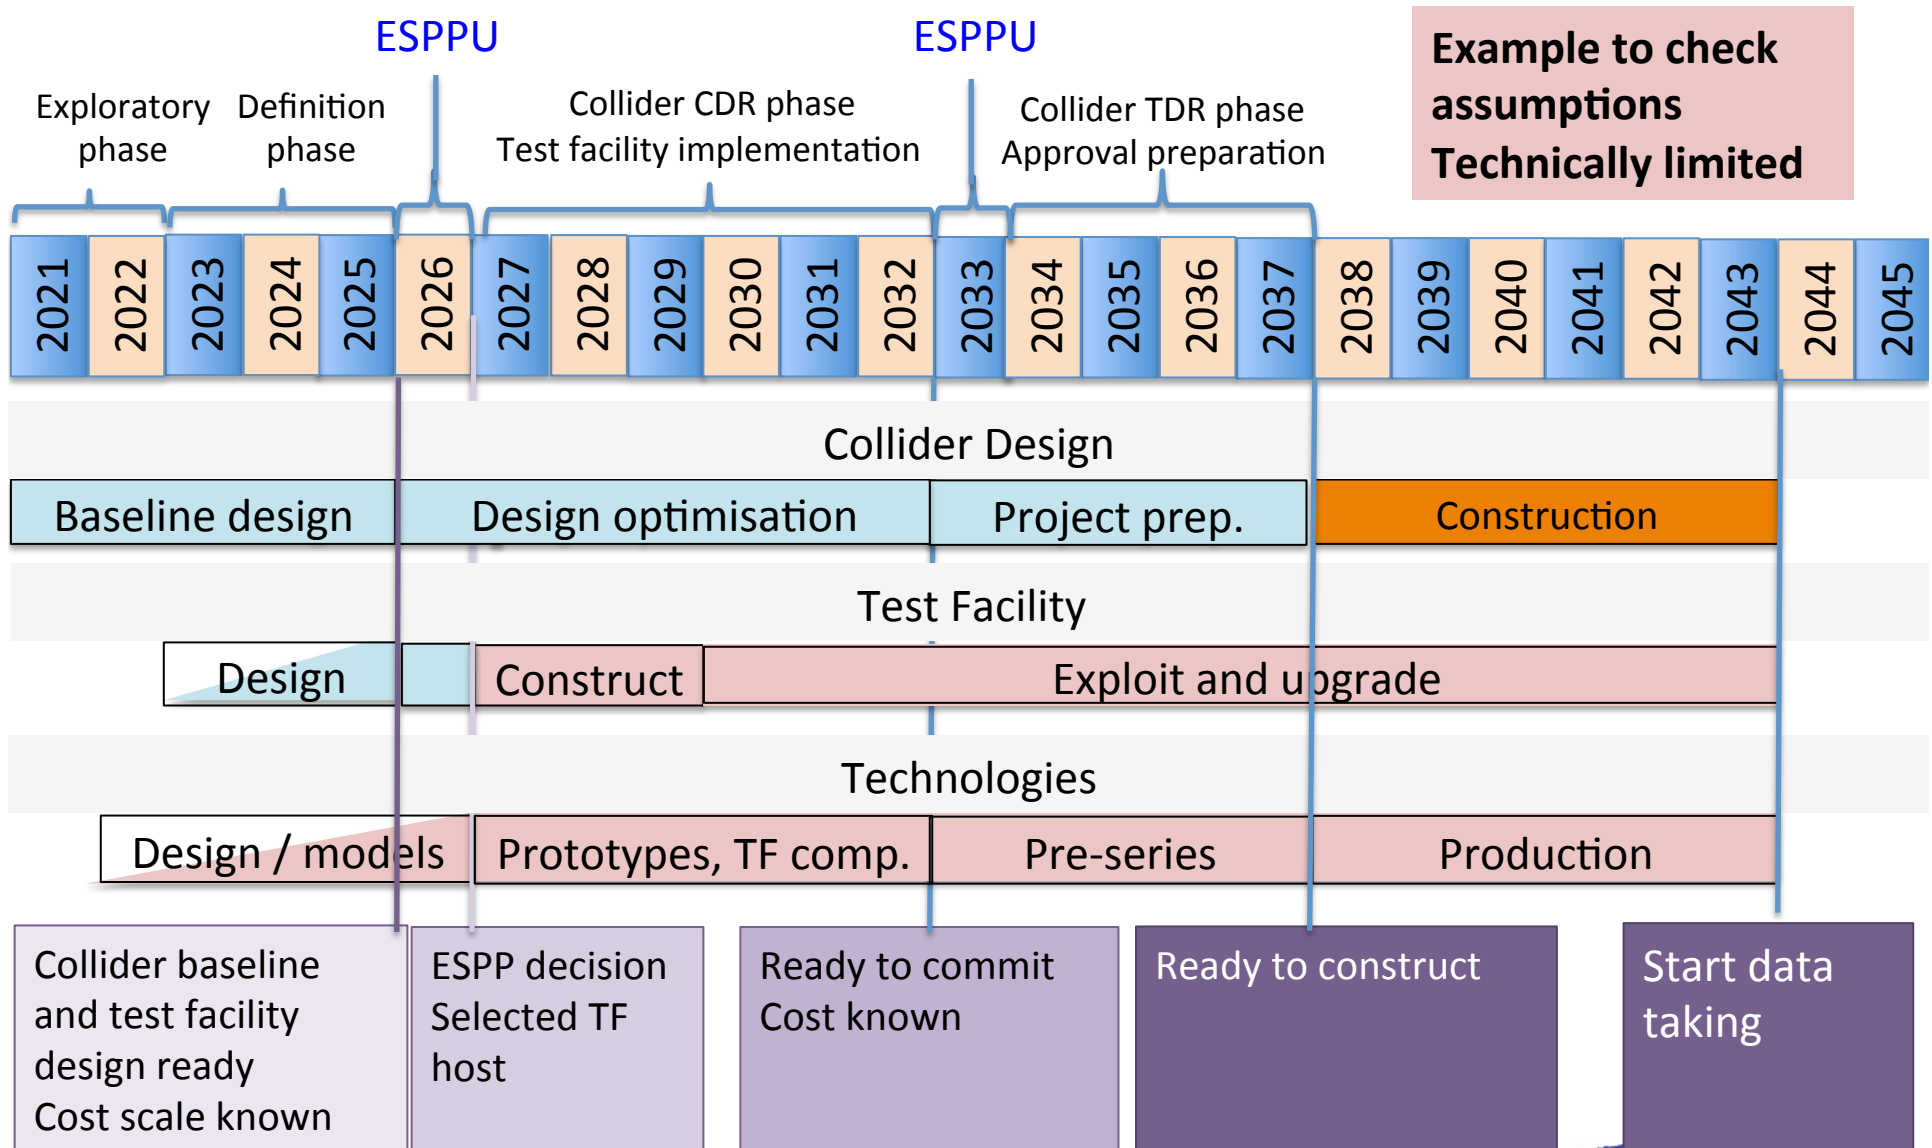 ESPPU
ESPPU
Example to check
assumptions
Technically limited
Exploratory
phase
Definition
phase
Collider CDR phase
Test facility implementation
Collider TDR phase
Approval preparation
2021
2022
2023
2024
2025
2026
2027
2028
2029
2030
2031
2032
2033
2034
2035
2036
2037
2038
2039
2040
2041
2042
2043
2044
2045
Collider Design
Baseline design
Design optimisation
Project prep.
Construction
Test Facility
Design
Construct
Exploit and upgrade
Technologies
Design / models
Prototypes, TF comp.
Pre-series
Production
Collider baseline
and test facility
design ready
Cost scale known
ESPP decision
Selected TF
host
Ready to commit
Cost known
Ready to construct
Start data
taking